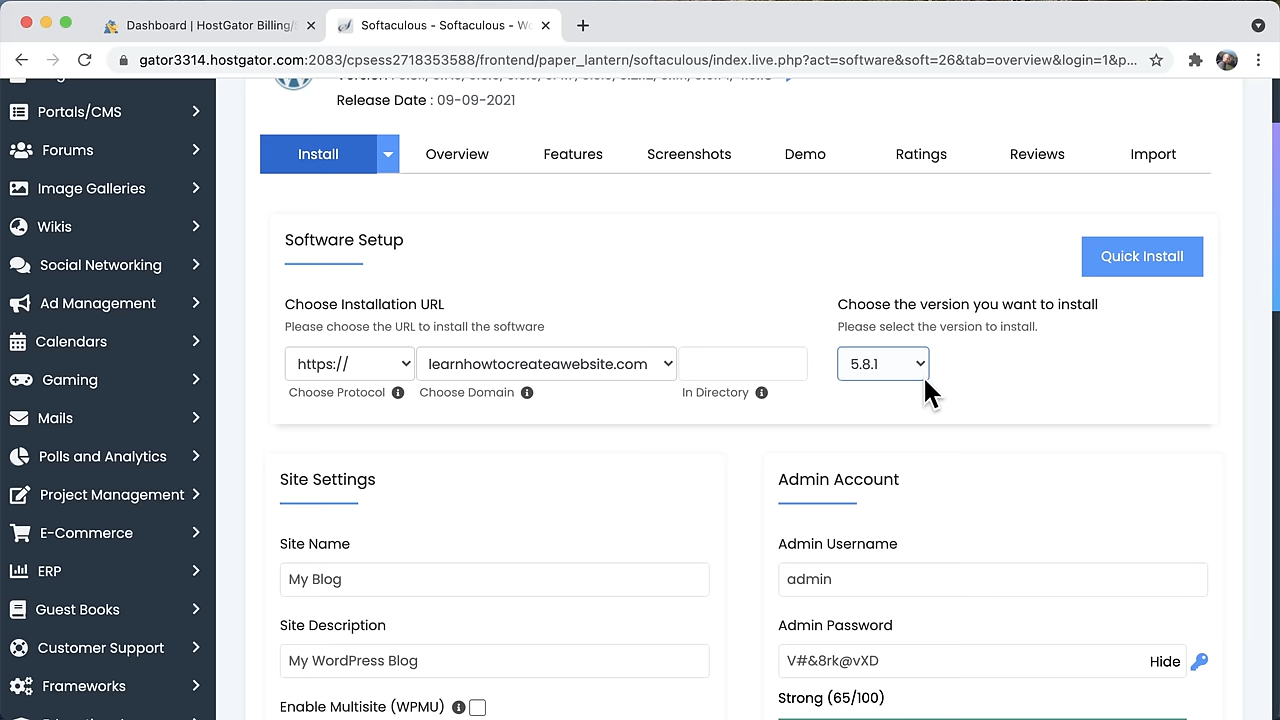 Dashboard | HostGator Billing/S
Softaculous - Softaculous - Wo
gator3314.hostgator.com:2083/cpsess2718353588/frontend/paper_lantern/softaculous/index.live.php?act=software&soft=26&tab=overview&login=1&p...
Release Date : 09-09-2021
Portals/CMS
Forums
Image Galleries
Wikis
Social Networking
Ad Management
Calendars
Gaming
Mails
Polls and Analytics
Project Management
E-Commerce
ERP
Guest Books
Customer Support
Frameworks
Install
Overview
Features
Screenshots
Demo
Ratings
Reviews
Import
Software Setup
Quick Install
Choose Installation URL
Please choose the URL to install the software
https://
learnhowtocreateawebsite.com
Choose Protocol
Choose Domain
In Directory
Choose the version you want to install
Please select the version to install.
5.8.1
Site Settings
Site Name
My Blog
Site Description
My WordPress Blog
Enable Multisite (WPMU)
Admin Account
Admin Username
admin
Admin Password
V#&8rk@vXD
Hide
Strong (65/100)